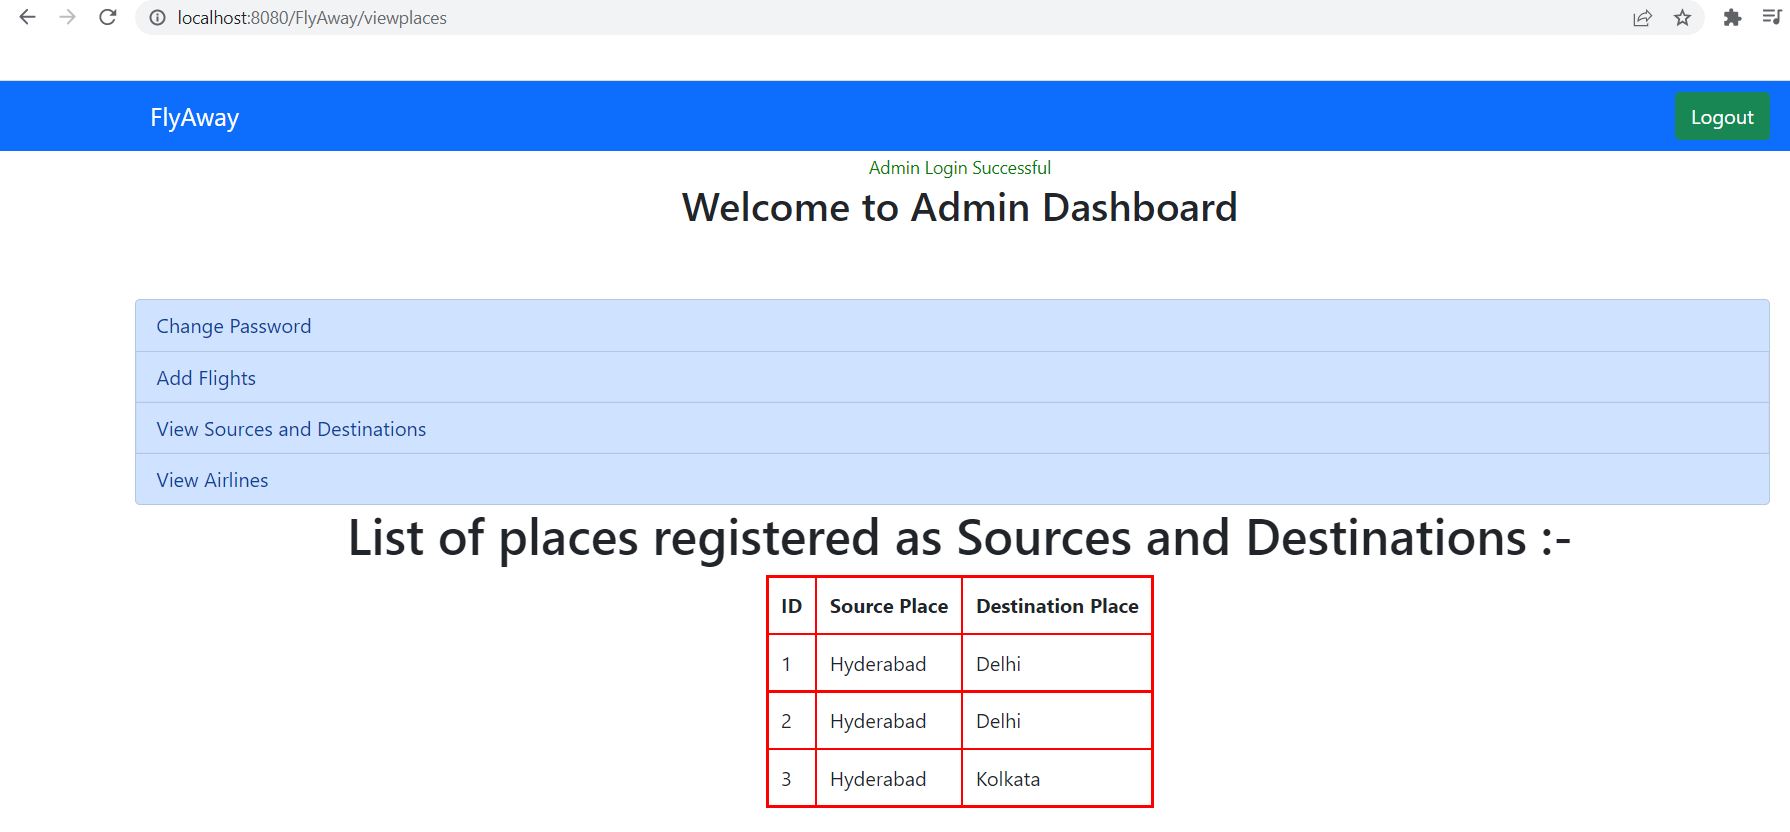 localhost:8080/FlyAway/viewplaces
FlyAway Logout
Admin Login Successful
Welcome to Admin Dashboard
Change Password
Add Flights
View Sources and Destinations
View Airlines
List of places registered as Sources and Destinations :-
ID Source Place Destination Place
1 Hyderabad Delhi
2 Hyderabad Delhi
3 Hyderabad Kolkata